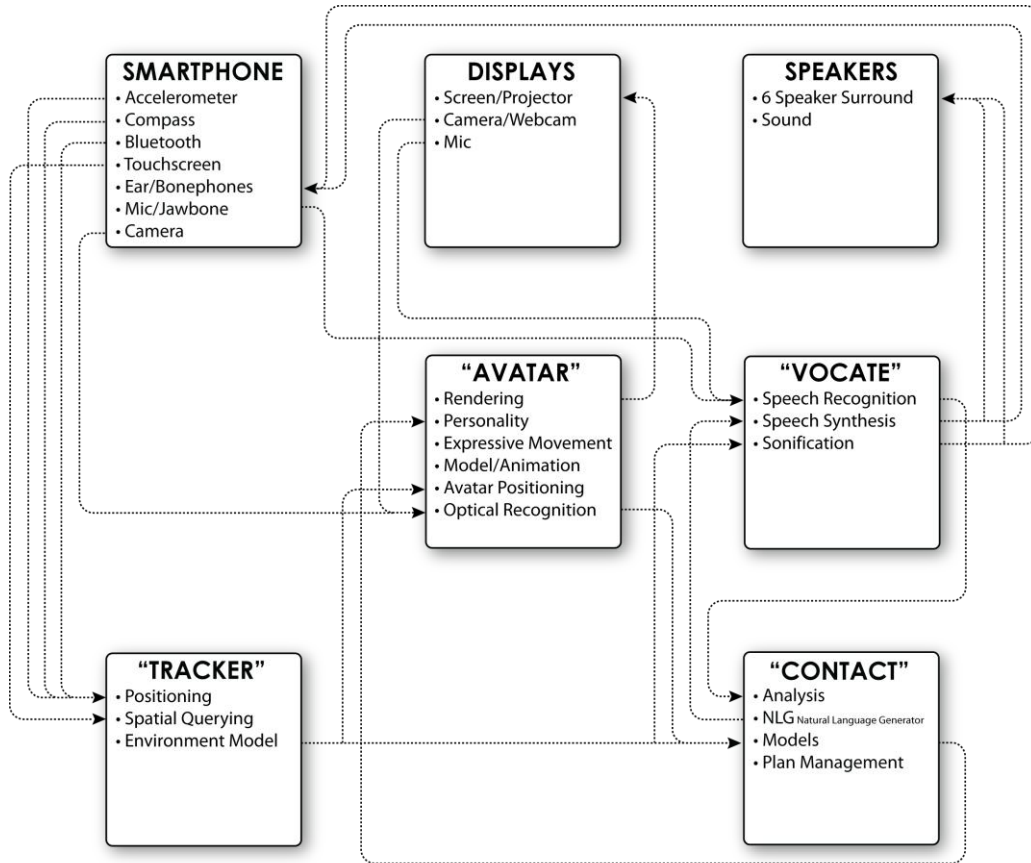 SMARTPHONE
• Accelerometer
• Compass
• Bluetooth
• Touchscreen
• Ear/Bonephones
• Mic/Jawbone
• Camera
DISPLAYS
• Screen/Projector
• Camera/Webcam
• Mic
SPEAKERS
• 6 Speaker Surround
• Sound
“AVATAR”
• Rendering
• Personality
• Expressive Movement
• Model/Animation
• Avatar Positioning
• Optical Recognition
“VOCATE”
• Speech Recognition
• Speech Synthesis
• Sonification
“TRACKER”
• Positioning
• Spatial Querying
• Environment Model
“CONTACT”
• Analysis
• NLG Natural Language Generator
• Models
• Plan Management